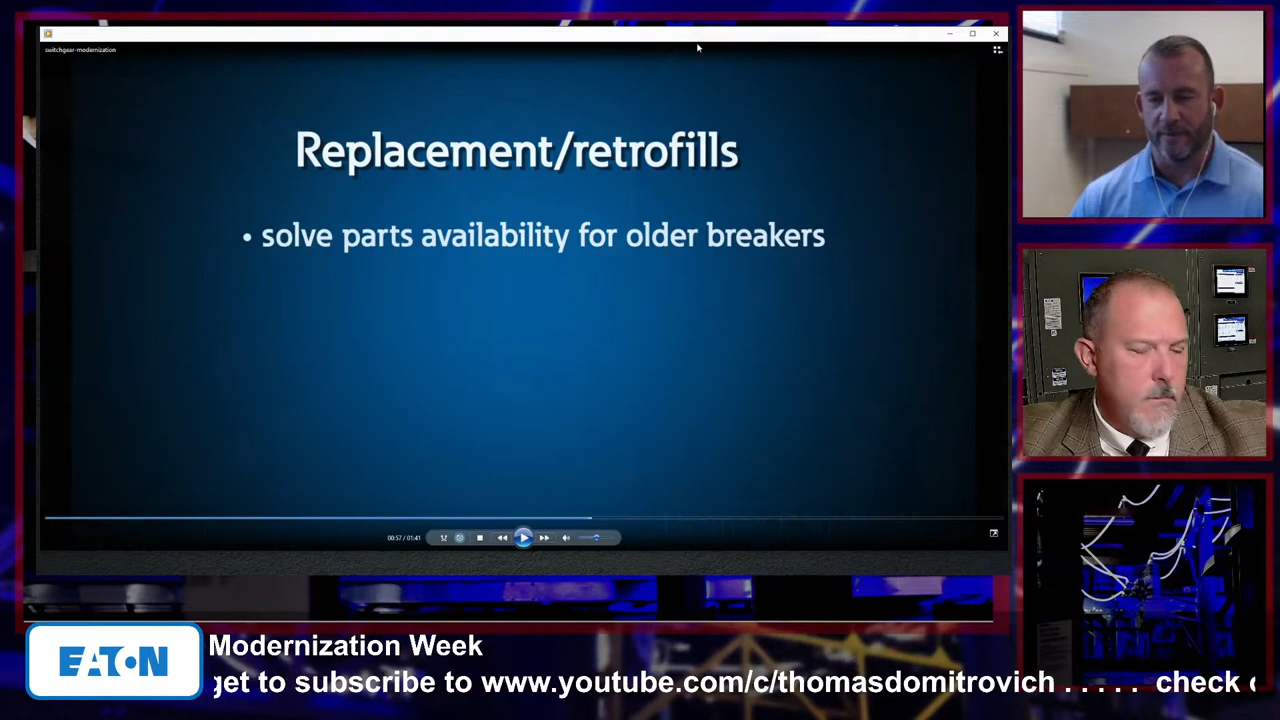 switchgear-modernization
Replacement/retrofills
• solve parts availability for older breakers
00:57 / 01:41
EATON
Modernization Week
get to subscribe to www.youtube.com/c/thomasdomitrovich . . . . . check